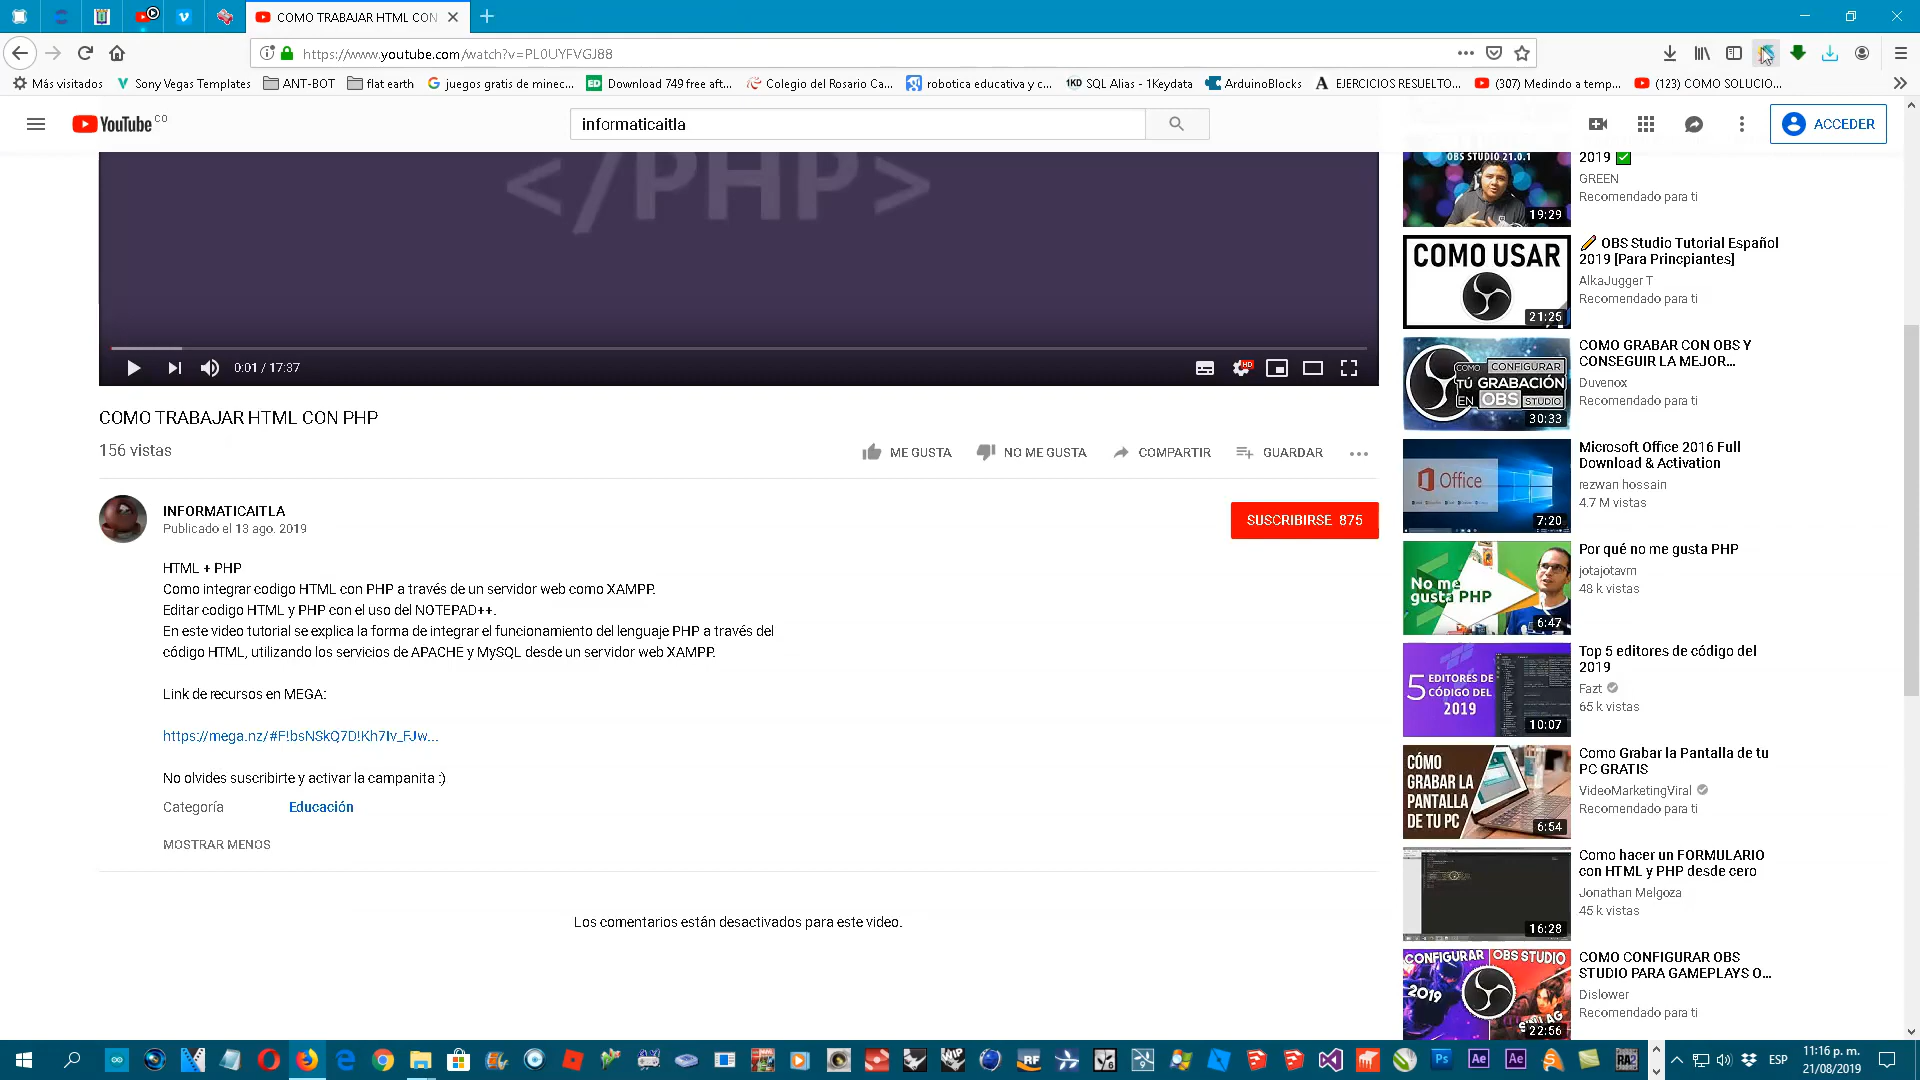 COMO TRABAJAR HTML CON
https://www.youtube.com/watch?v=PL0UYFVGJ88
Más visitados
Sony Vegas Templates
ANT-BOT
flat earth
juegos gratis de minec...
Download 749 free aft...
Colegio del Rosario Ca...
robotica educativa y c...
1KD SQL Alias - 1Keydata
ArduinoBlocks
EJERCICIOS RESUELTO...
(307) Medindo a temp...
(123) COMO SOLUCIO...
YouTube CO
informaticaitla
ACCEDER
</PHP>
0:01 / 17:37
HD
COMO TRABAJAR HTML CON PHP
156 vistas
ME GUSTA
NO ME GUSTA
COMPARTIR
GUARDAR
INFORMATICAITLA
Publicado el 13 ago. 2019
SUSCRIBIRSE 875
HTML + PHP
Como integrar codigo HTML con PHP a través de un servidor web como XAMPP.
Editar codigo HTML y PHP con el uso del NOTEPAD++.
En este video tutorial se explica la forma de integrar el funcionamiento del lenguaje PHP a través del
código HTML, utilizando los servicios de APACHE y MySQL desde un servidor web XAMPP.
Link de recursos en MEGA:
https://mega.nz/#F!bsNSkQ7D!Kh7Iv_FJw...
No olvides suscribirte y activar la campanita :)
Categoría
Educación
MOSTRAR MENOS
Los comentarios están desactivados para este video.
OBS STUDIO 21.0.1
19:29
2019
GREEN
Recomendado para ti
COMO USAR
21:25
OBS Studio Tutorial Español
2019 [Para Princpiantes]
AlkaJugger T
Recomendado para ti
COMO CONFIGURAR
TÚ GRABACIÓN
EN OBS STUDIO
30:33
COMO GRABAR CON OBS Y
CONSEGUIR LA MEJOR...
Duvenox
Recomendado para ti
Office
7:20
Microsoft Office 2016 Full
Download & Activation
rezwan hossain
4.7 M vistas
No me
gusta PHP
6:47
Por qué no me gusta PHP
jotajotavm
48 k vistas
5 EDITORES DE
CÓDIGO DEL
2019
10:07
Top 5 editores de código del
2019
Fazt
65 k vistas
CÓMO
GRABAR LA
PANTALLA
DE TU PC
6:54
Como Grabar la Pantalla de tu
PC GRATIS
VideoMarketingViral
Recomendado para ti
16:28
Como hacer un FORMULARIO
con HTML y PHP desde cero
Jonathan Melgoza
45 k vistas
CONFIGURAR
OBS STUDIO
2019
22:56
COMO CONFIGURAR OBS
STUDIO PARA GAMEPLAYS O...
Dislower
Recomendado para ti
RF
Ps
Ae
Ae
RA2
ESP
11:16 p. m.
21/08/2019